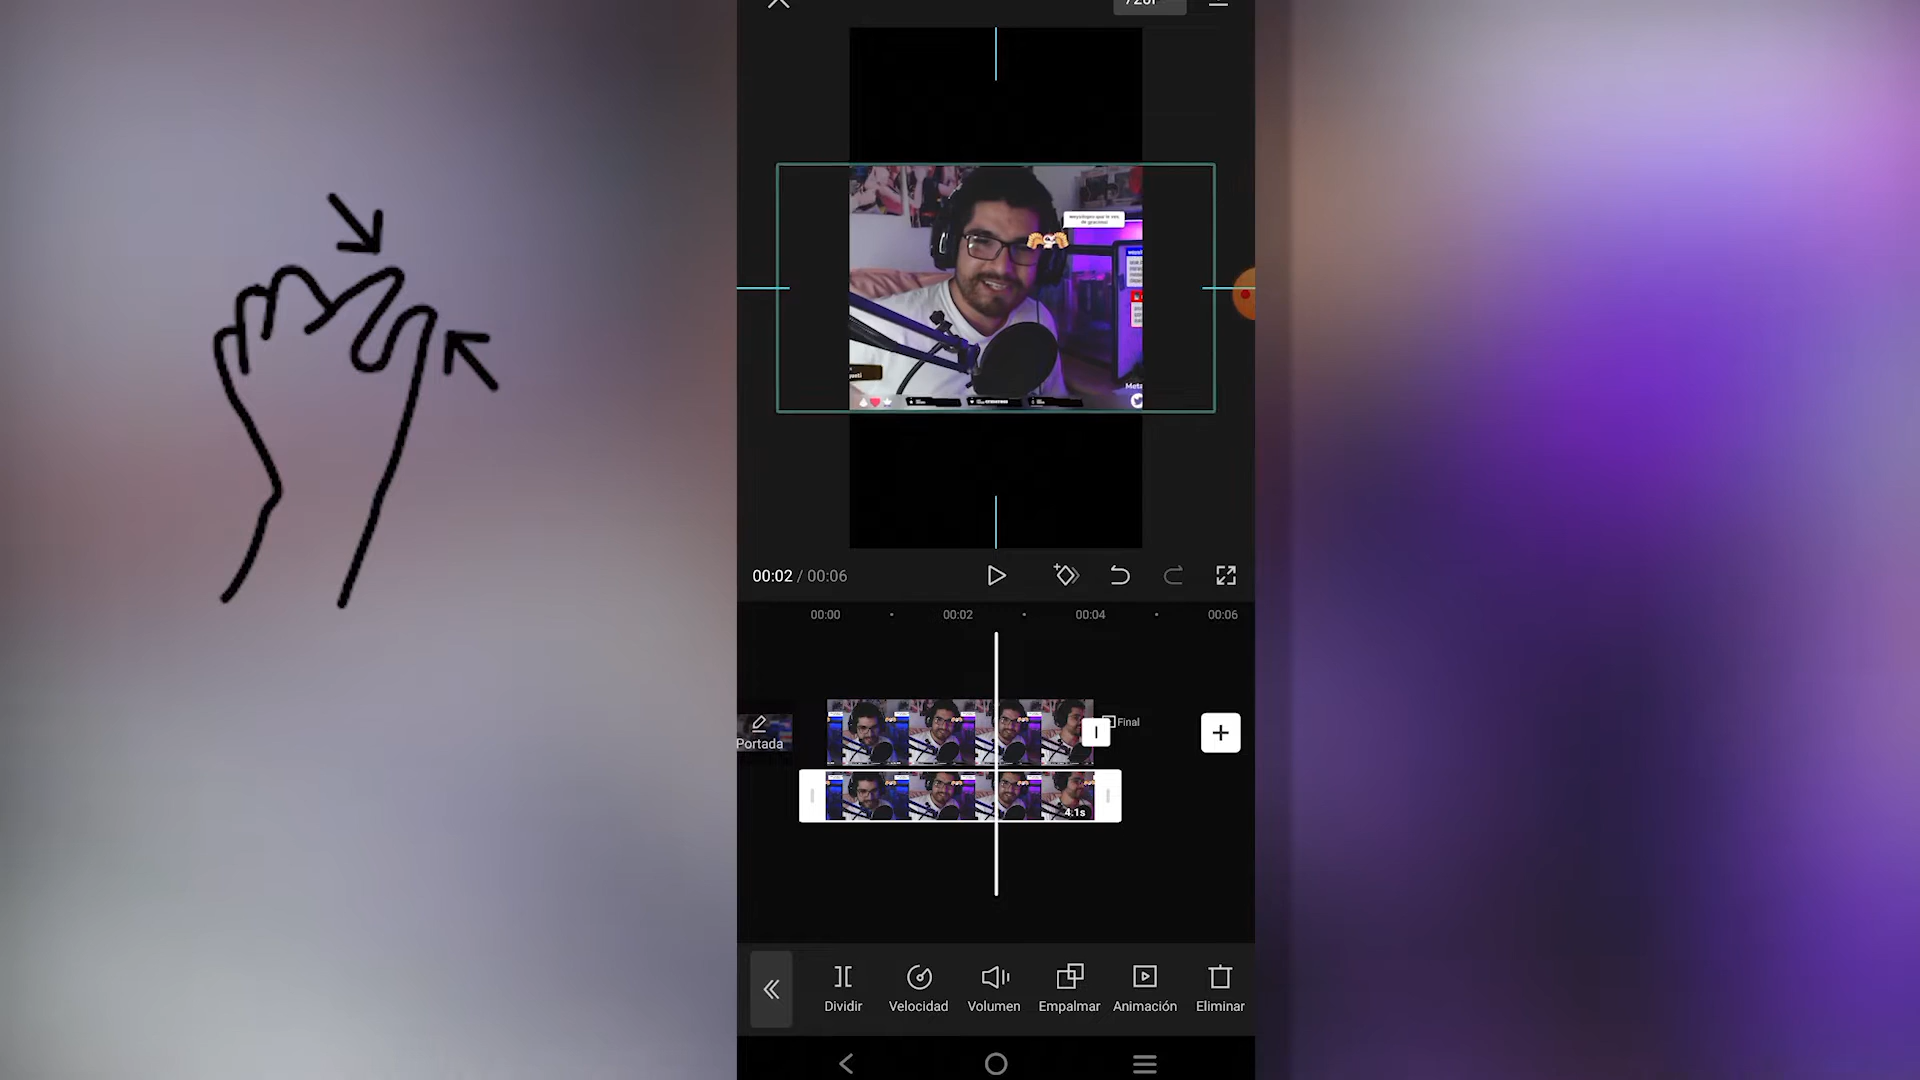 Meta
00:02 / 00:06
00:00
00:02
00:04
00:06
Portada
Final
4.1s
Dividir
Velocidad
Volumen
Empalmar
Animación
Eliminar